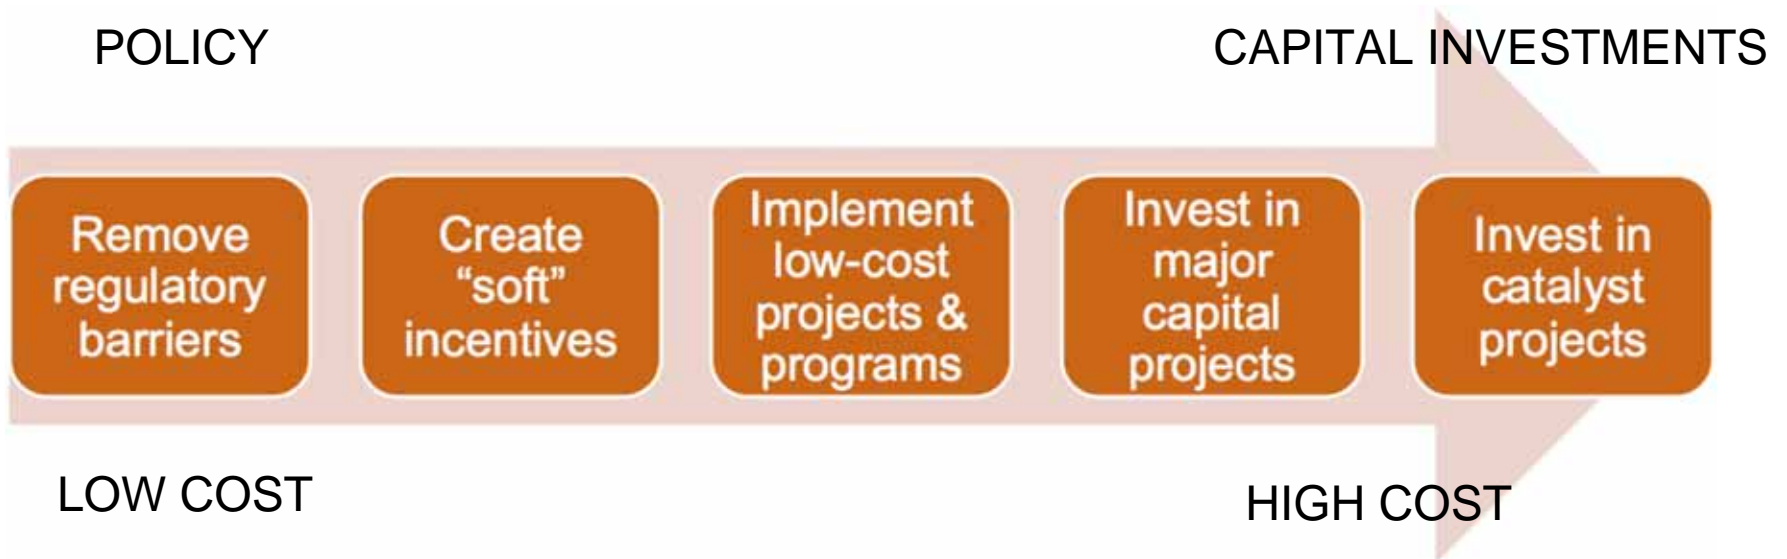 POLICY
CAPITAL INVESTMENTS
Remove
regulatory
barriers
Create
“soft”
incentives
Implement
low-cost
projects &
programs
Invest in
major
capital
projects
Invest in
catalyst
projects
LOW COST
HIGH COST